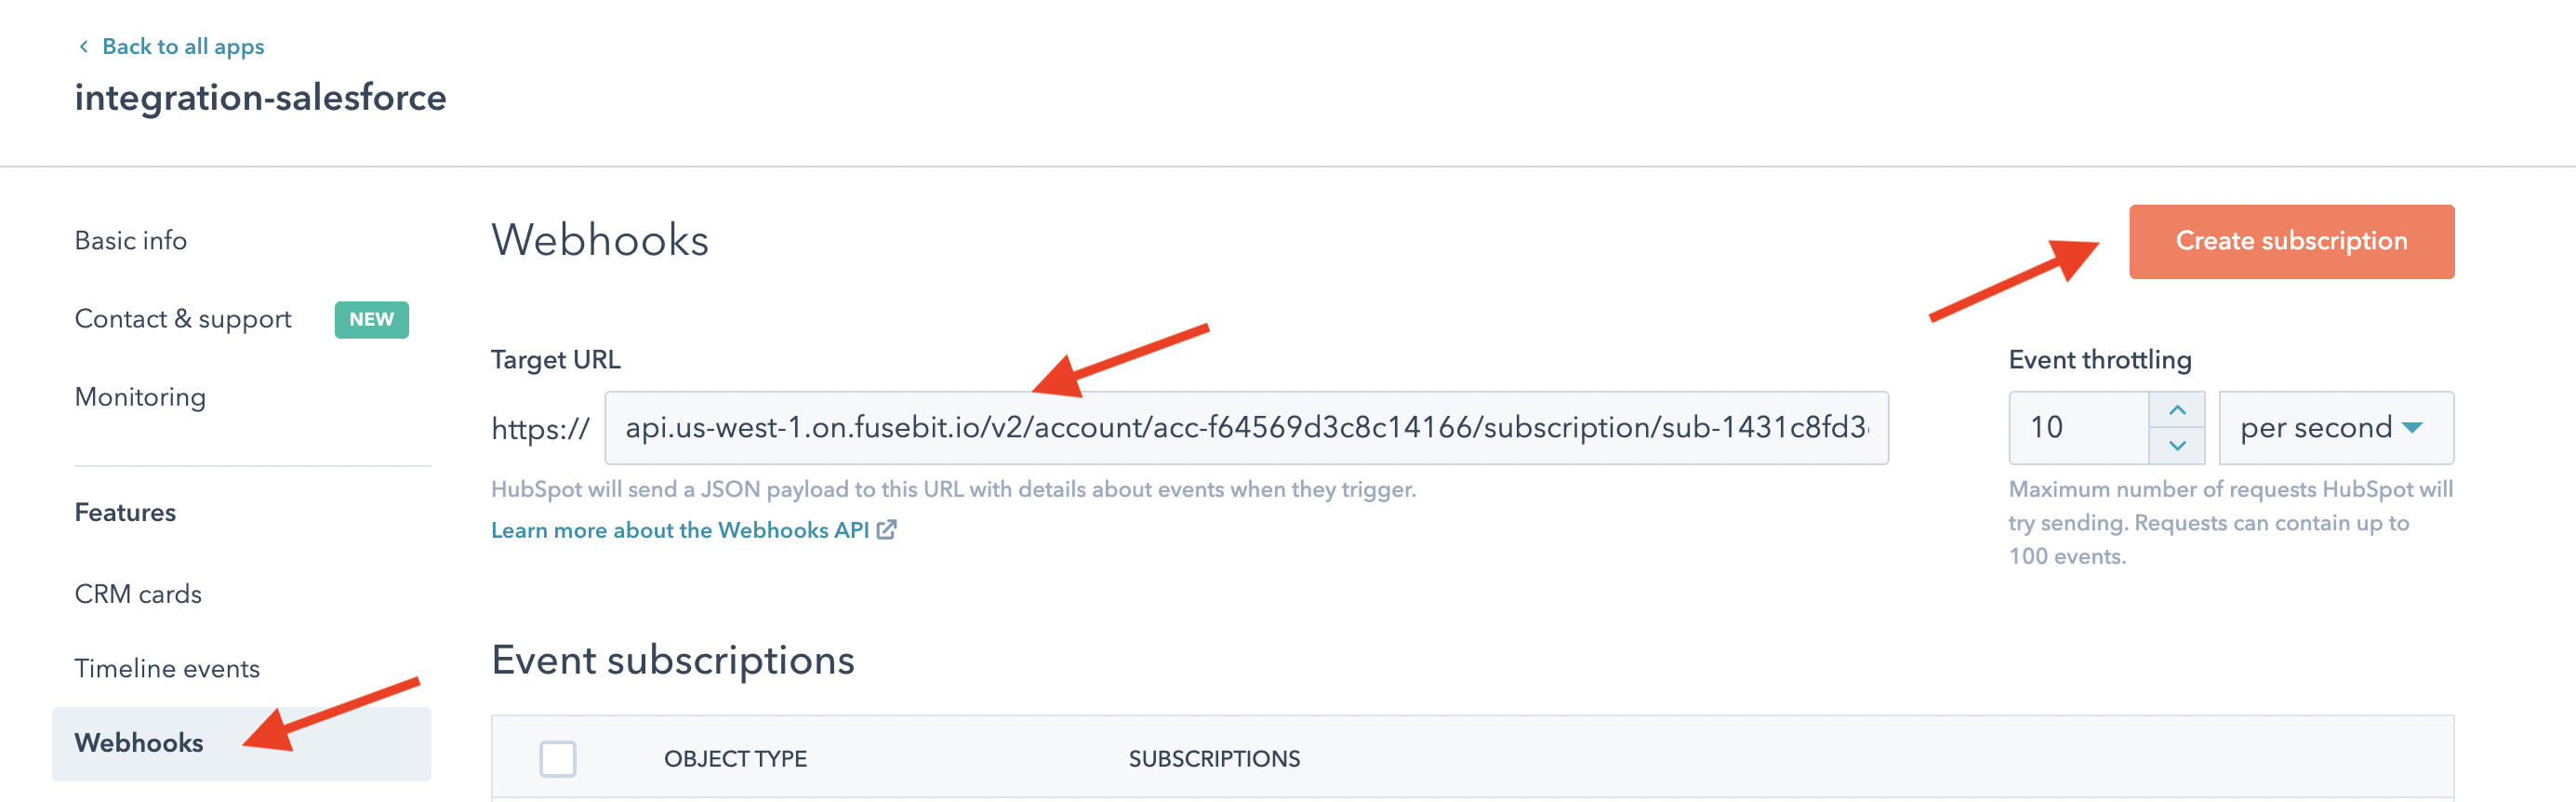 Back to all apps
integration-salesforce
Basic info
Contact & support NEW
Monitoring
Features
CRM cards
Timeline events
Webhooks
Webhooks
Create subscription
Target URL
https:// api.us-west-1.on.fusebit.io/v2/account/acc-f64569d3c8c14166/subscription/sub-1431c8fd3
HubSpot will send a JSON payload to this URL with details about events when they trigger.
Learn more about the Webhooks API
Event throttling
10 per second
Maximum number of requests HubSpot will
try sending. Requests can contain up to
100 events.
Event subscriptions
OBJECT TYPE SUBSCRIPTIONS